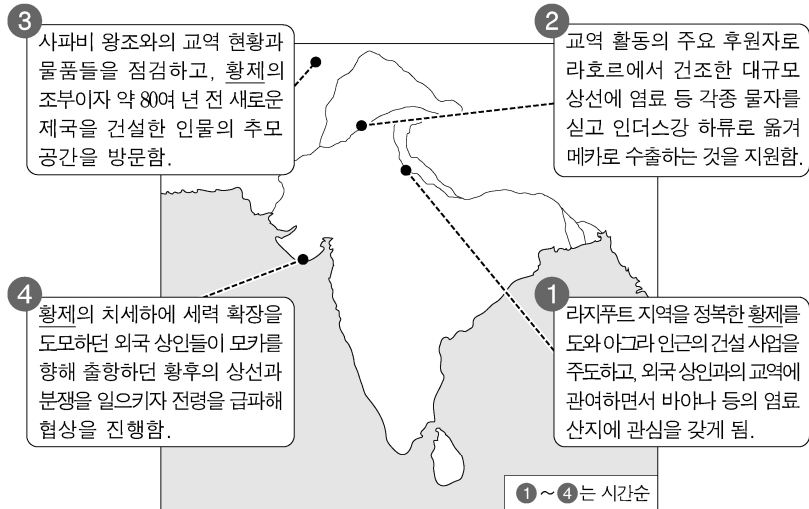 3
사파비 왕조와의 교역 현황과
물품들을 점검하고, 황제의
조부이자 약 80여 년 전 새로운
제국을 건설한 인물의 추모
공간을 방문함.
2
교역 활동의 주요 후원자로
라호르에서 건조한 대규모
상선에 염료 등 각종 물자를
싣고 인더스강 하류로 옮겨
메카로 수출하는 것을 지원함.
4
황제의 치세하에 세력 확장을
도모하던 외국 상인들이 모카를
향해 출항하던 황후의 상선과
분쟁을 일으키자 전령을 급파해
협상을 진행함.
1
라지푸트 지역을 정복한 황제를
도와 아그라 인근의 건설 사업을
주도하고, 외국 상인과의 교역에
관여하면서 바야나 등의 염료
산지에 관심을 갖게 됨.
1~4는 시간순